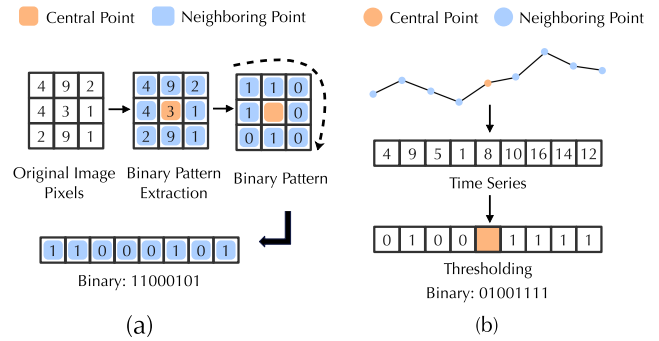 Central Point Neighboring Point
4 9 2
4 3 1
2 9 1
Original Image
Pixels
4 9 2
4 3 1
2 9 1
Binary Pattern
Extraction
1 1 0
1 0
0 1 0
Binary Pattern
1 1 0 0 0 1 0 1
Binary: 11000101
(a)
Central Point Neighboring Point
4 9 5 1 8 10 16 14 12
Time Series
0 1 0 0 1 1 1 1
Thresholding
Binary: 01001111
(b)